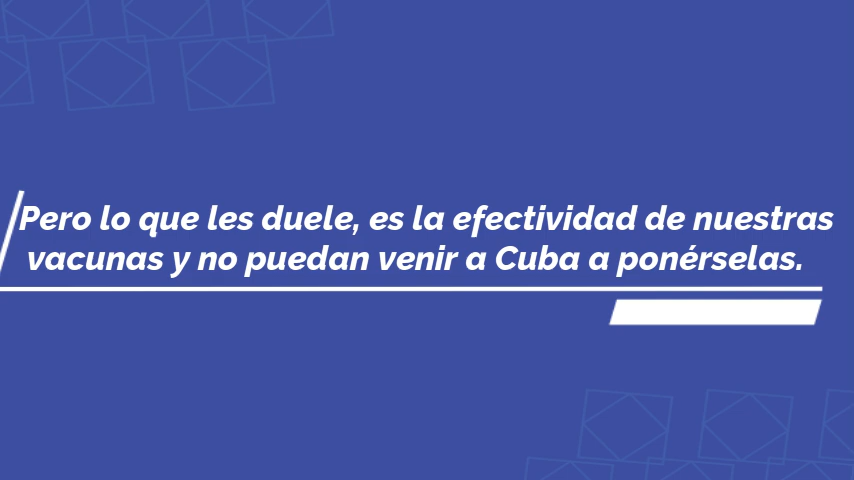 Pero lo que les duele, es la efectividad de nuestras
vacunas y no puedan venir a Cuba a ponérselas.